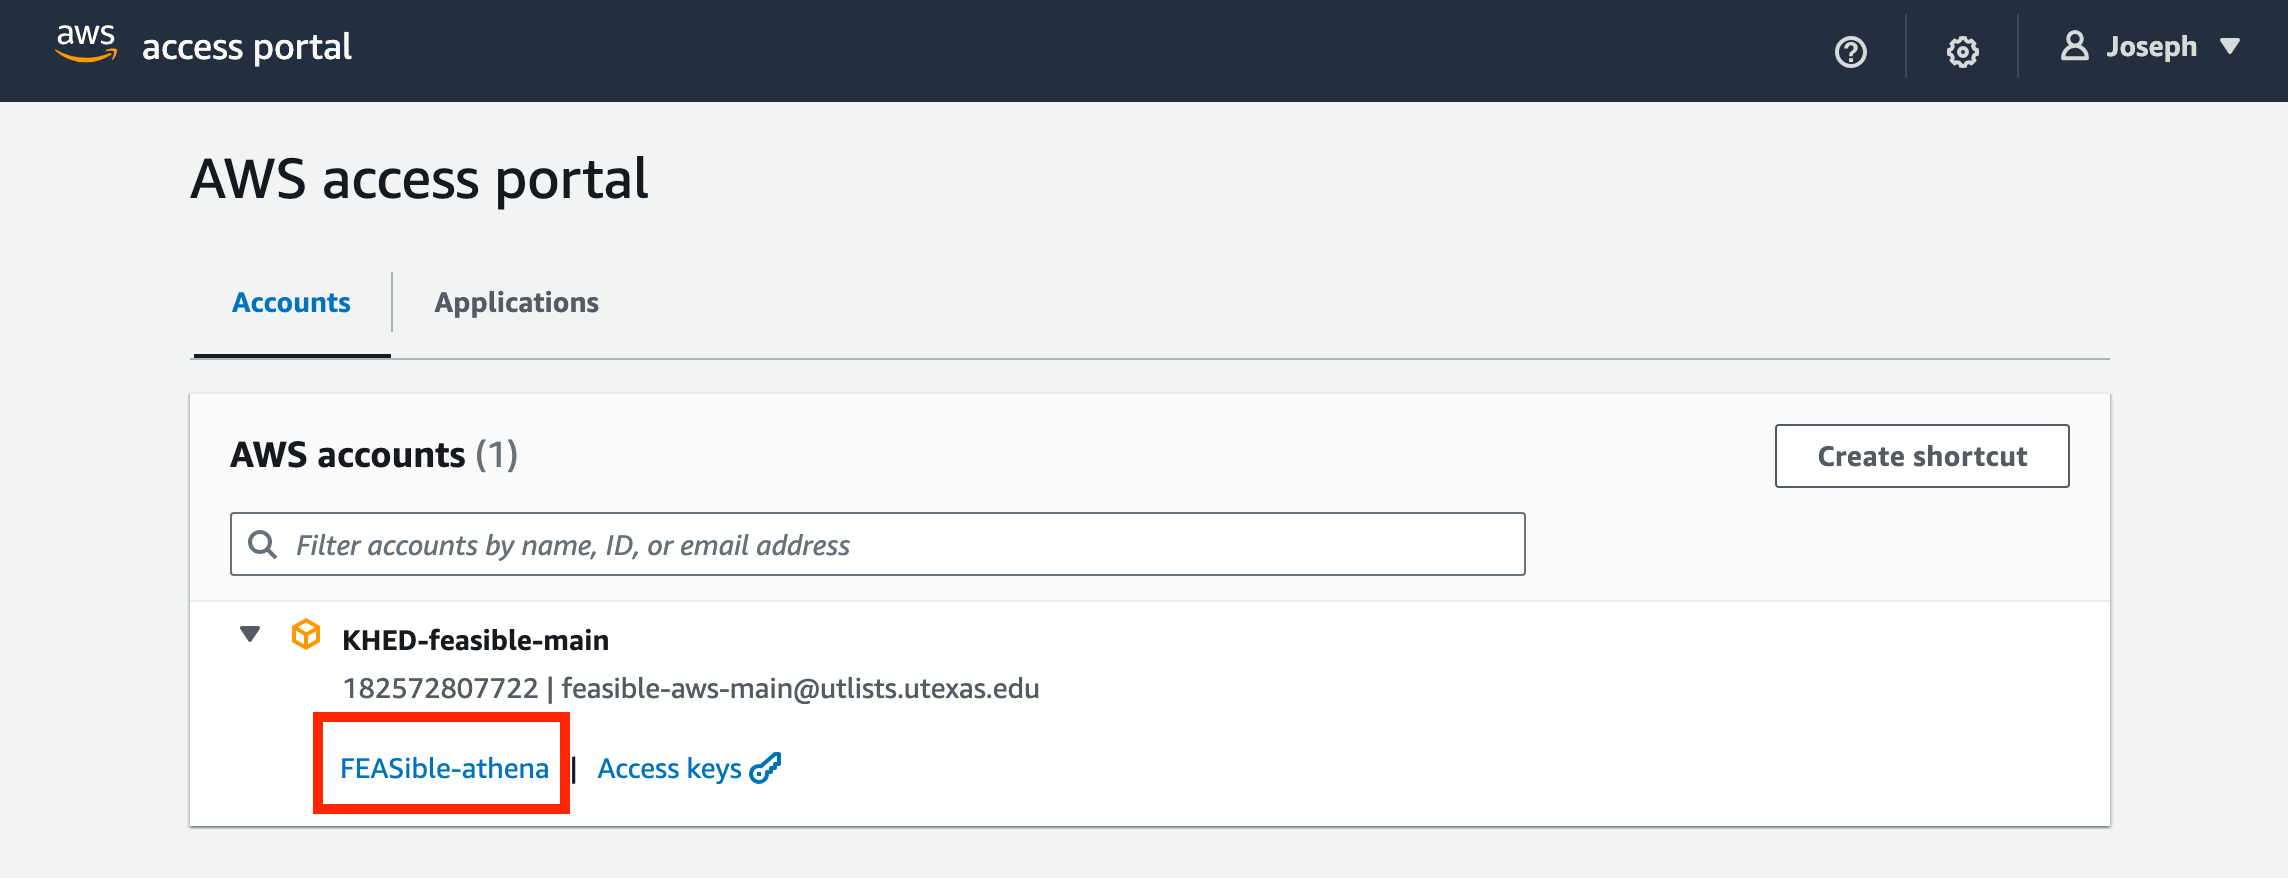 aws access portal
Joseph
AWS access portal
Accounts
Applications
AWS accounts (1)
Create shortcut
Filter accounts by name, ID, or email address
KHED-feasible-main
182572807722 | feasible-aws-main@utlists.utexas.edu
FEASible-athena | Access keys